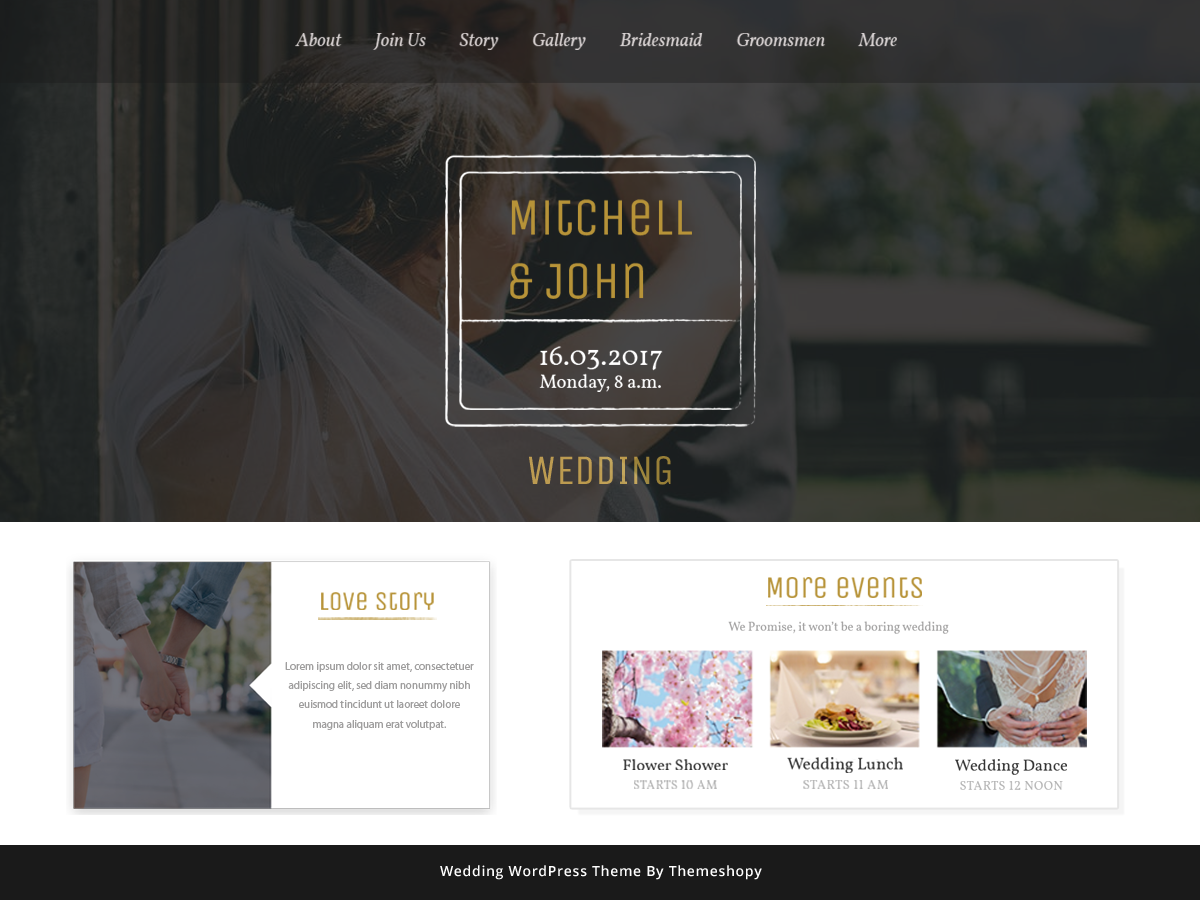 About Join Us Story Gallery Bridesmaid Groomsmen More
Mitchell
& John
16.03.2017
Monday, 8 a.m.
WEDDING
Love Story
Lorem ipsum dolor sit amet, consectetuer
adipiscing elit, sed diam nonummy nibh
euismod tincidunt ut laoreet dolore
magna aliquam erat volutpat.
More events
We Promise, it won't be a boring wedding
Flower Shower
STARTS 10 AM
Wedding Lunch
STARTS 11 AM
Wedding Dance
STARTS 12 NOON
Wedding WordPress Theme By Themeshopy